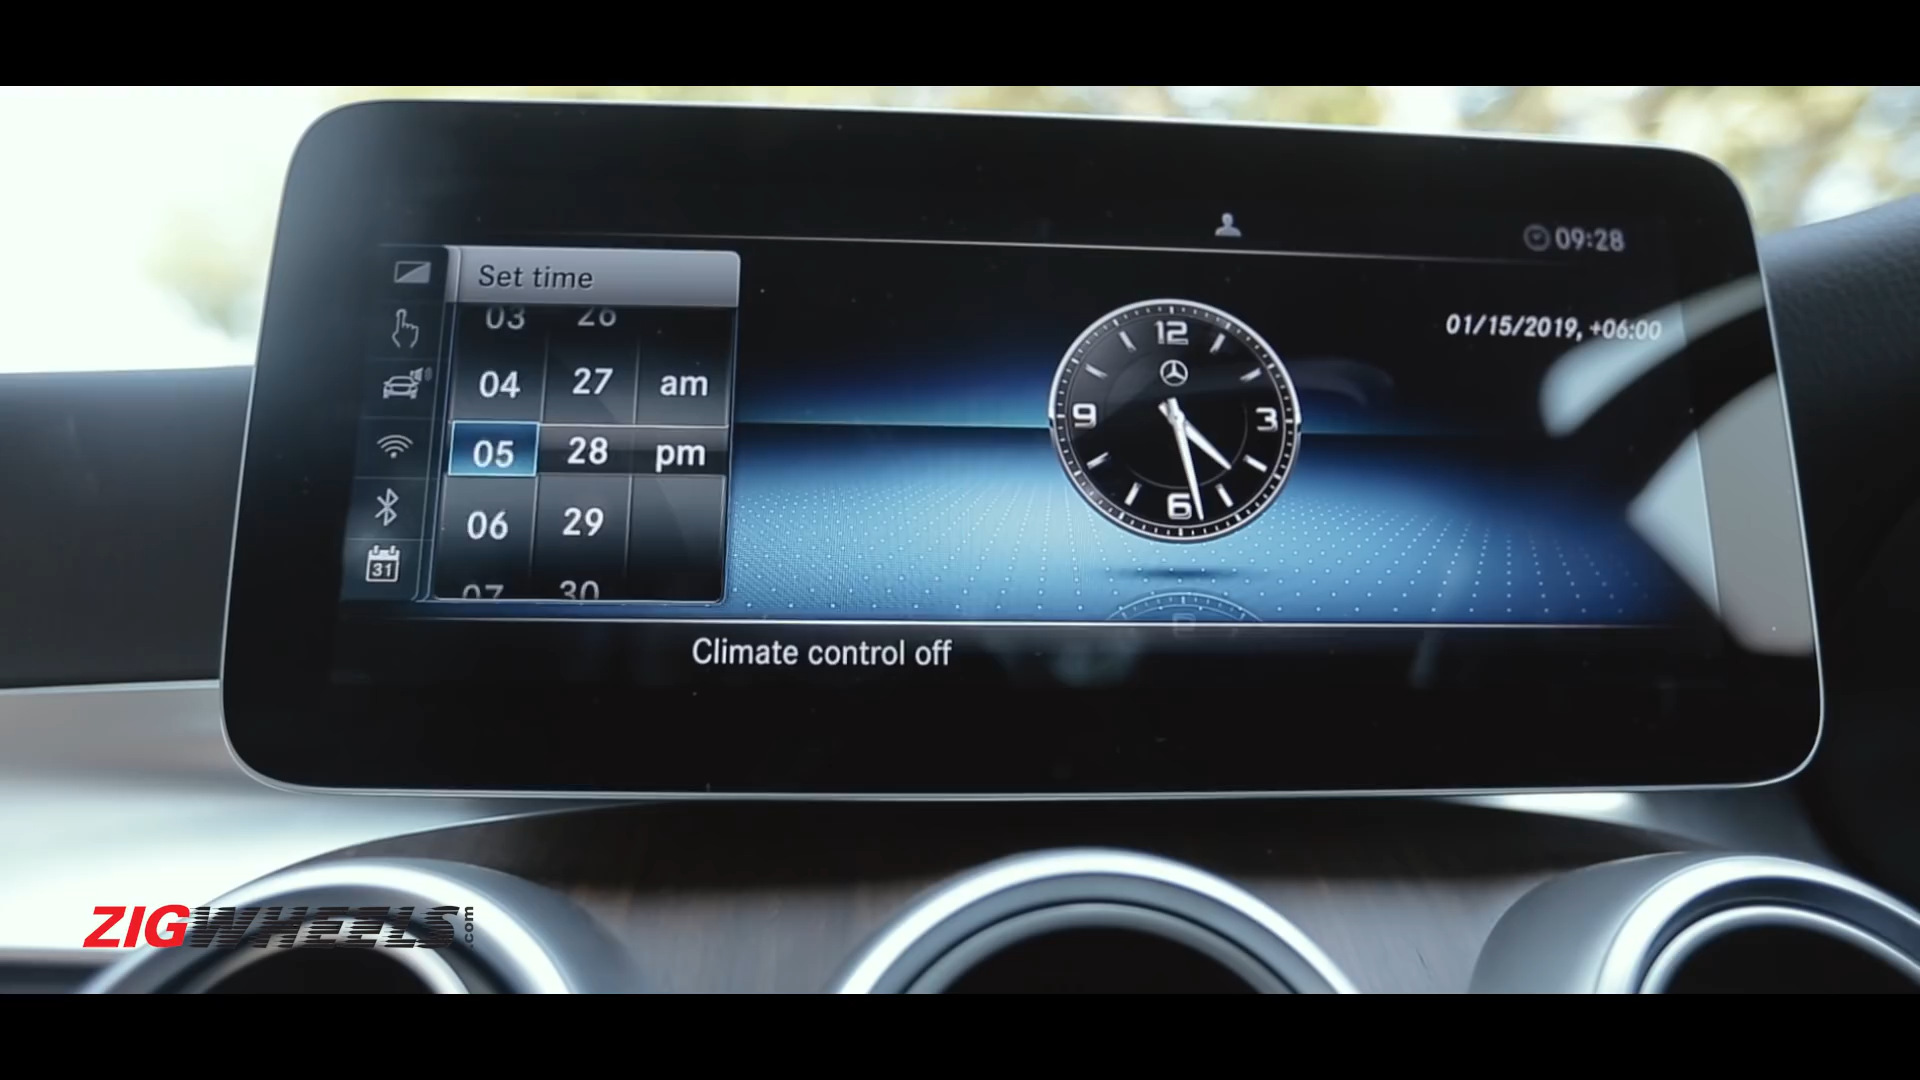 09:28
Set time
01/15/2019, +06:00
03 26
04 27 am
05 28 pm
06 29
07 30
12
3
6
9
31
Climate control off
ZIGWHEELS.com